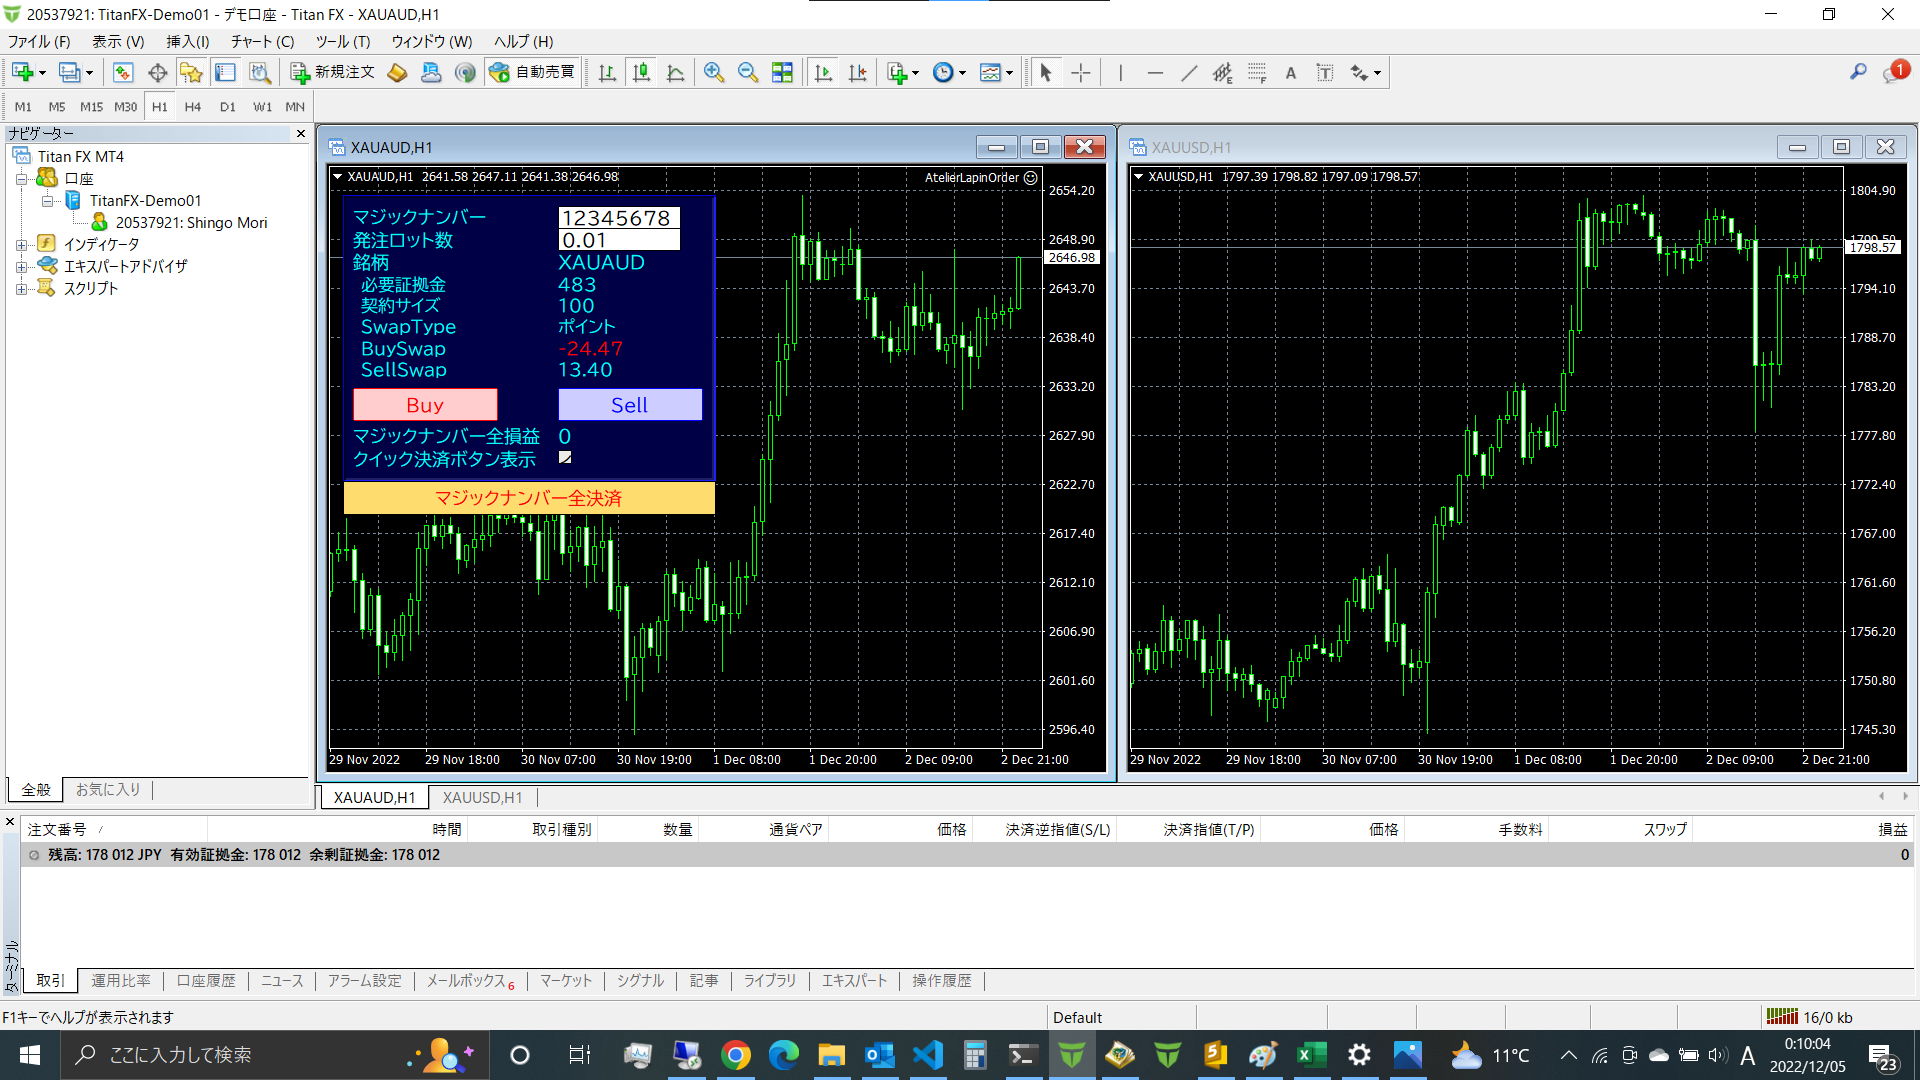 20537921: TitanFX-Demo01 - デモ口座 - Titan FX - XAUAUD,H1
ファイル (F) 表示 (V) 挿入(I) チャート (C) ツール (T) ウィンドウ (W) ヘルプ (H)
新規注文 自動売買 A T 1
M1 M5 M15 M30 H1 H4 D1 W1 MN
ナビゲーター
Titan FX MT4
口座
TitanFX-Demo01
20537921: Shingo Mori
インディケータ
エキスパートアドバイザ
スクリプト
全般 お気に入り
XAUAUD,H1
XAUAUD,H1 2641.58 2647.11 2641.38 2646.98
AtelierLapinOrder
マジックナンバー 12345678
発注ロット数 0.01
銘柄 XAUAUD
必要証拠金 483
契約サイズ 100
SwapType ポイント
BuySwap -24.47
SellSwap 13.40
Buy Sell
マジックナンバー全損益 0
クイック決済ボタン表示
マジックナンバー全決済
2654.20
2648.90
2646.98
2643.70
2638.40
2633.20
2627.90
2622.70
2617.40
2612.10
2606.90
2601.60
2596.40
29 Nov 2022 29 Nov 18:00 30 Nov 07:00 30 Nov 19:00 1 Dec 08:00 1 Dec 20:00 2 Dec 09:00 2 Dec 21:00
XAUUSD,H1
XAUUSD,H1 1797.39 1798.82 1797.09 1798.57
1804.90
1798.57
1794.10
1788.70
1783.20
1777.80
1772.40
1767.00
1761.60
1756.20
1750.80
1745.30
29 Nov 2022 29 Nov 18:00 30 Nov 07:00 30 Nov 19:00 1 Dec 08:00 1 Dec 20:00 2 Dec 09:00 2 Dec 21:00
XAUAUD,H1 XAUUSD,H1
注文番号 / 時間 取引種別 数量 通貨ペア 価格 決済逆指値(S/L) 決済指値(T/P) 価格 手数料 スワップ 損益
残高: 178 012 JPY 有効証拠金: 178 012 余剰証拠金: 178 012 0
ターミナル
取引 運用比率 口座履歴 ニュース アラーム設定 メールボックス 6 マーケット シグナル 記事 ライブラリ エキスパート 操作履歴
F1キーでヘルプが表示されます Default 16/0 kb
ここに入力して検索 11°C A 0:10:04
2022/12/05 23